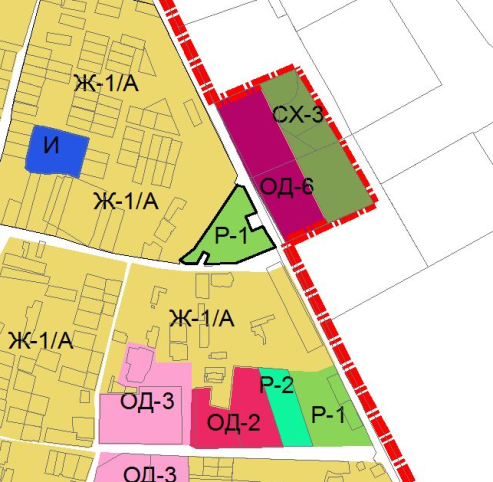 Ж-1/А
СХ-3
И
ОД-6
Ж-1/А
Р-1
Ж-1/А
Ж-1/А
Р-2
ОД-3
Р-1
ОД-2
ОД-3